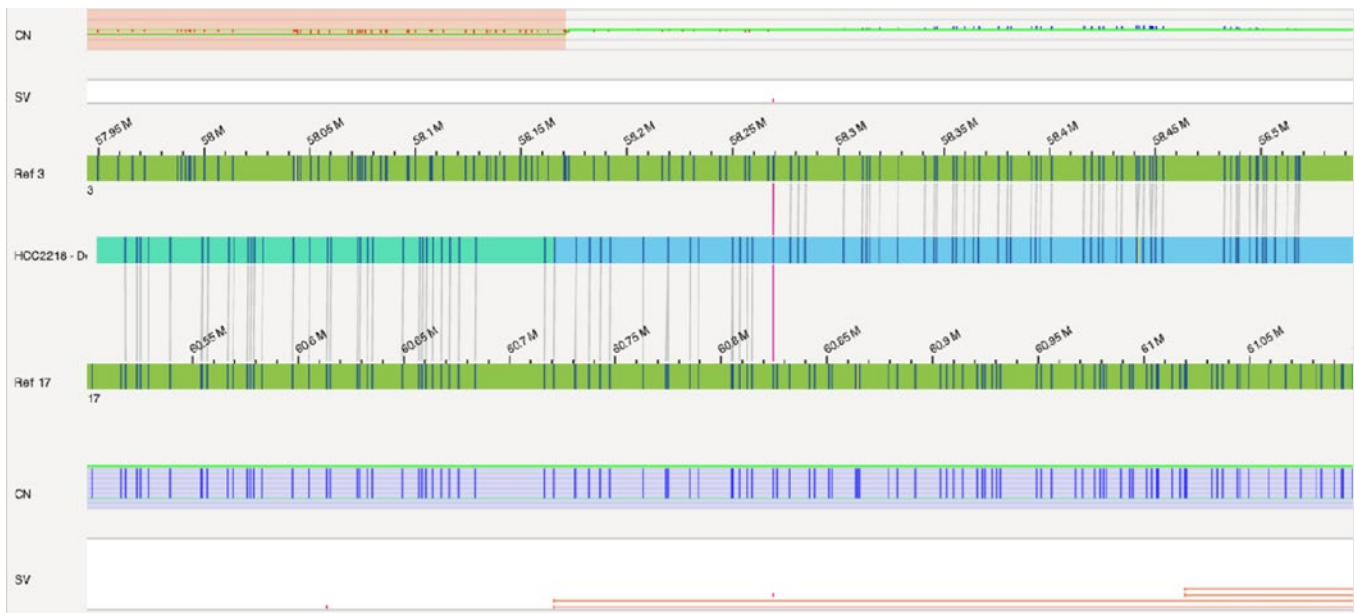 CN
SV
57.95 M 58 M 58.05 M 58.1 M 58.15 M 58.2 M 58.25 M 58.3 M 58.35 M 58.4 M 58.45 M 58.5 M
Ref 3
3
HCC2218 - D
60.55 M 60.6 M 60.65 M 60.7 M 60.75 M 60.8 M 60.85 M 60.9 M 60.95 M 61 M 61.05 M
Ref 17
17
CN
SV